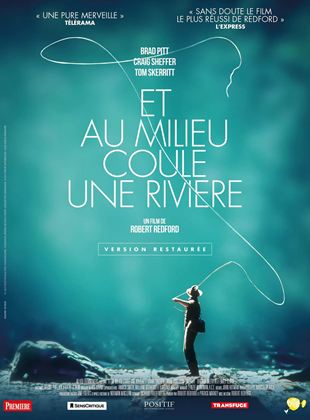 « UNE PURE MERVEILLE »
TÉLÉRAMA
« SANS DOUTE LE FILM
LE PLUS RÉUSSI DE REDFORD »
L'EXPRESS
BRAD PITT
CRAIG SHEFFER
TOM SKERRITT
ET
AU MILIEU
COULE
UNE RIVIÈRE
UN FILM DE
ROBERT REDFORD
VERSION RESTAURÉE
PREMIERE
SENSCRITIQUE
POSITIF
TRANSFUGE